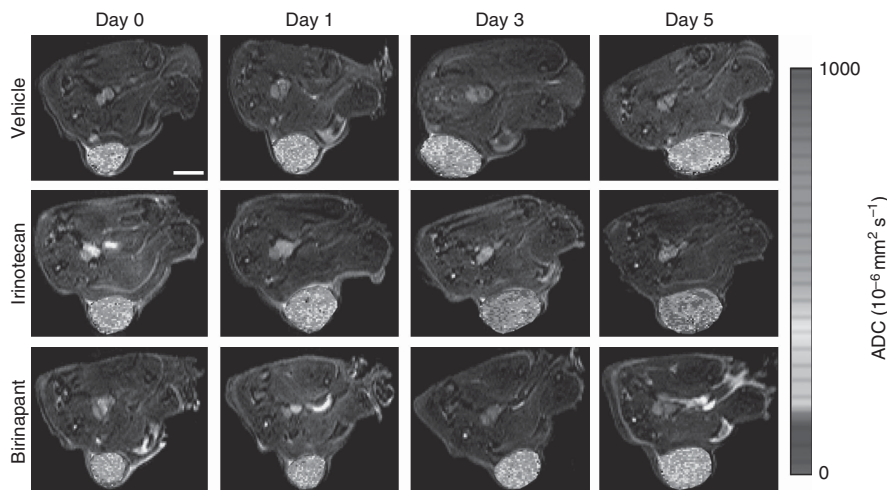 Day 0 Day 1 Day 3 Day 5
Vehicle
Irinotecan
Birinapant
1000
ADC (10⁻⁶ mm² s⁻¹)
0